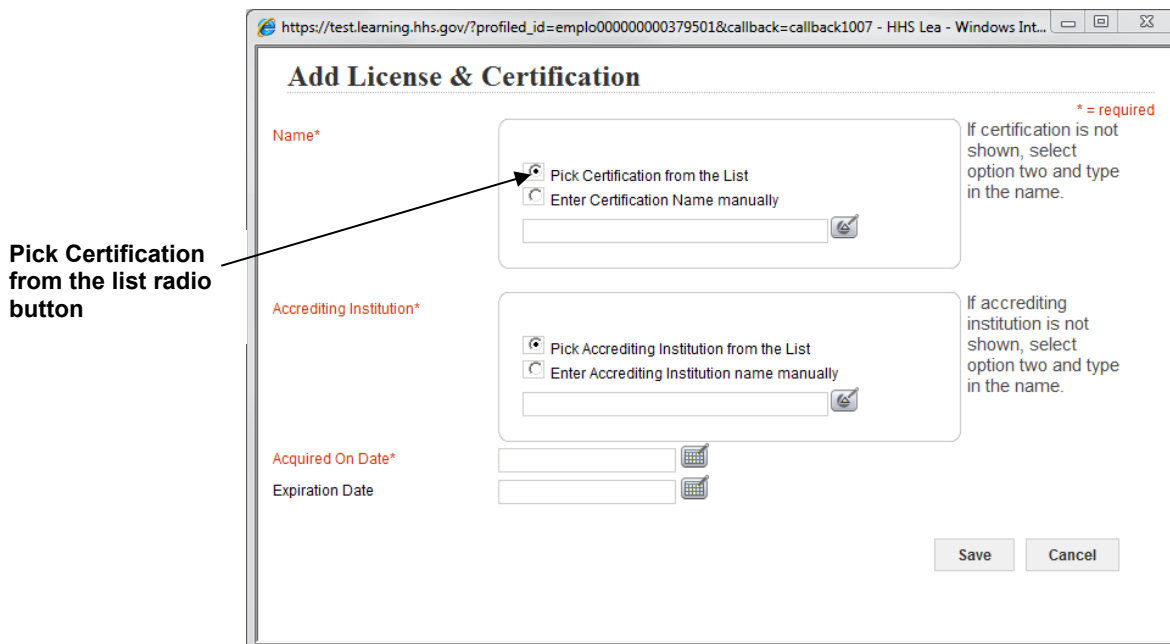 https://test.learning.hhs.gov/?profiled_id=emplo000000000379501&callback=callback1007 - HHS Lea - Windows Int...
Add License & Certification
* = required
Name*
Pick Certification from the List
Enter Certification Name manually
If certification is not
shown, select
option two and type
in the name.
Pick Certification
from the list radio
button
Accrediting Institution*
Pick Accrediting Institution from the List
Enter Accrediting Institution name manually
If accrediting
institution is not
shown, select
option two and type
in the name.
Acquired On Date*
Expiration Date
Save
Cancel